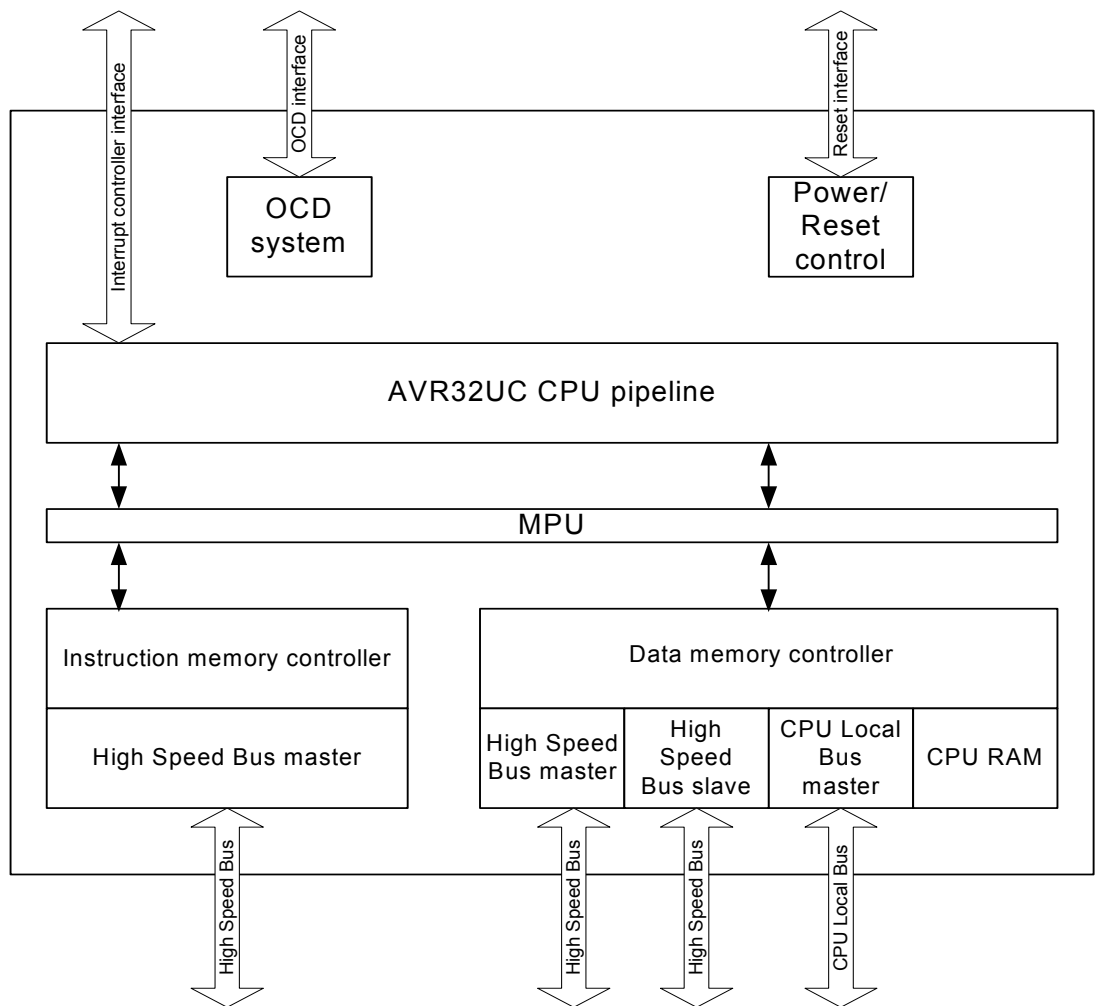 Interrupt controller interface
OCD interface
Reset interface
OCD
system
Power/
Reset
control
AVR32UC CPU pipeline
MPU
Instruction memory controller
High Speed Bus master
Data memory controller
High Speed
Bus master
High
Speed
Bus slave
CPU Local
Bus
master
CPU RAM
High Speed Bus
High Speed Bus
High Speed Bus
CPU Local Bus